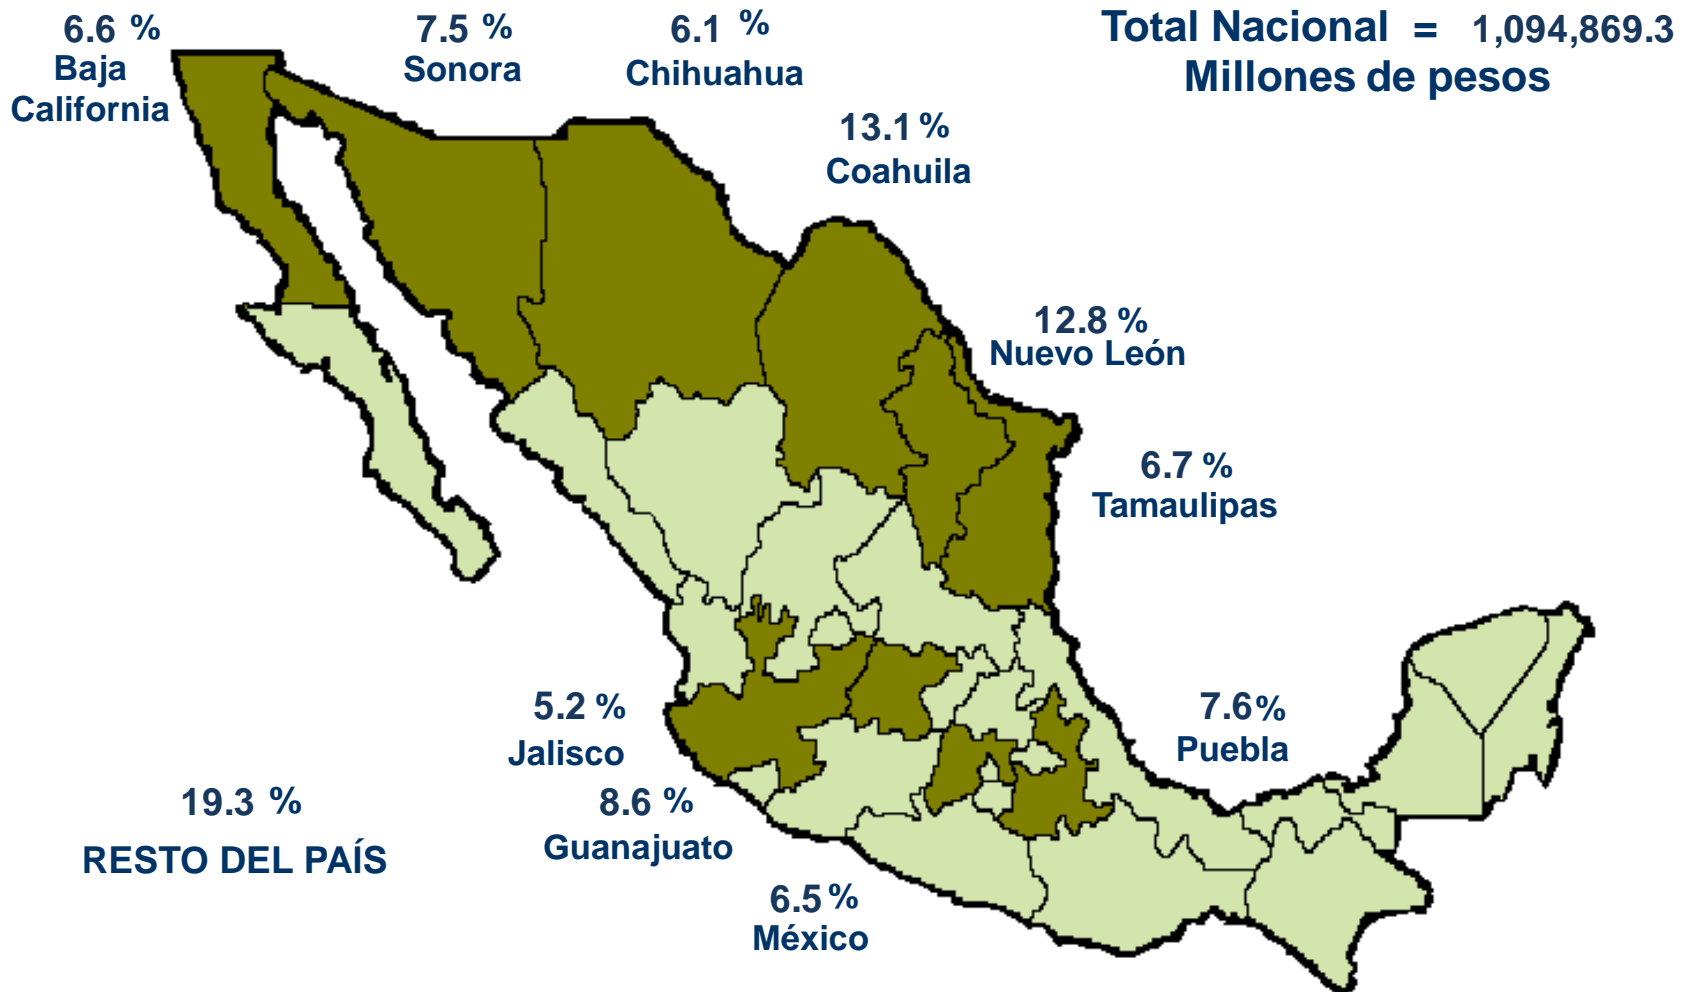 6.6 %
Baja
California
7.5 %
Sonora
6.1 %
Chihuahua
Total Nacional = 1,094,869.3
Millones de pesos
13.1 %
Coahuila
12.8 %
Nuevo León
6.7 %
Tamaulipas
5.2 %
Jalisco
7.6 %
Puebla
19.3 %
RESTO DEL PAÍS
8.6 %
Guanajuato
6.5 %
México